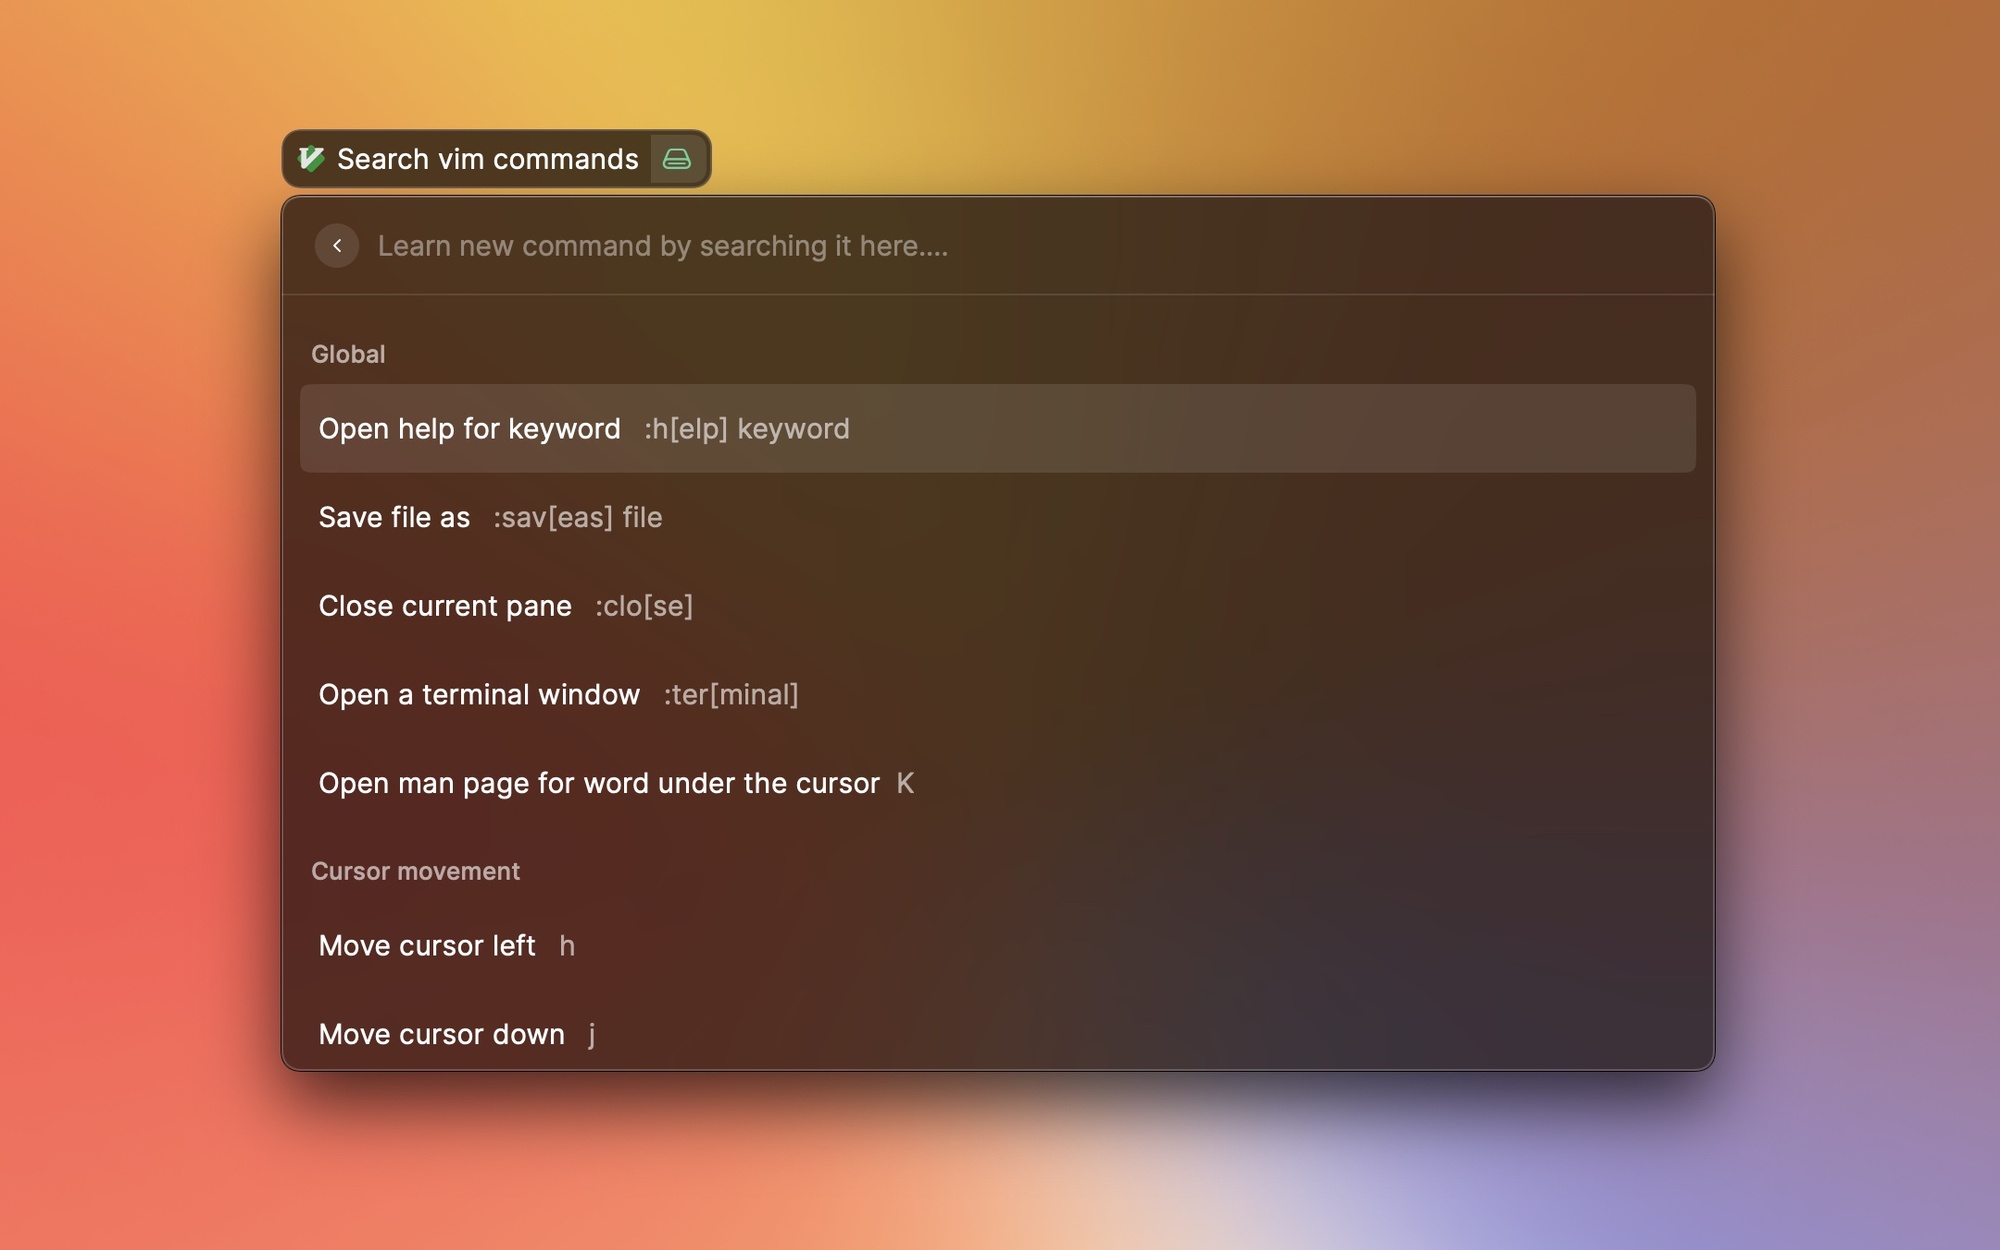 Search vim commands
Learn new command by searching it here....
Global
Open help for keyword :h[elp] keyword
Save file as :sav[eas] file
Close current pane :clo[se]
Open a terminal window :ter[minal]
Open man page for word under the cursor K
Cursor movement
Move cursor left h
Move cursor down j